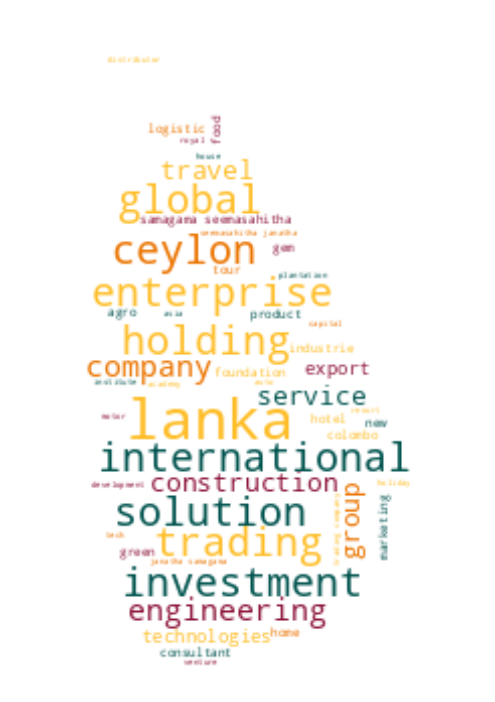 distributor
logistic
food
royal
house
travel
global
samagama seemasahitha
seemasahitha janatha
ceylon
gem
tour
plantation
enterprise
agro
asia
product
capital
holding
industrie
company
foundation
export
institute
academy
auto
service
lanka
resort
motor
hotel
new
colombo
international
development
construction
holiday
group
trading company
marketing
solution
tech
trading
green
janatha samagama
investment
engineering
technologies
home
consultant
venture